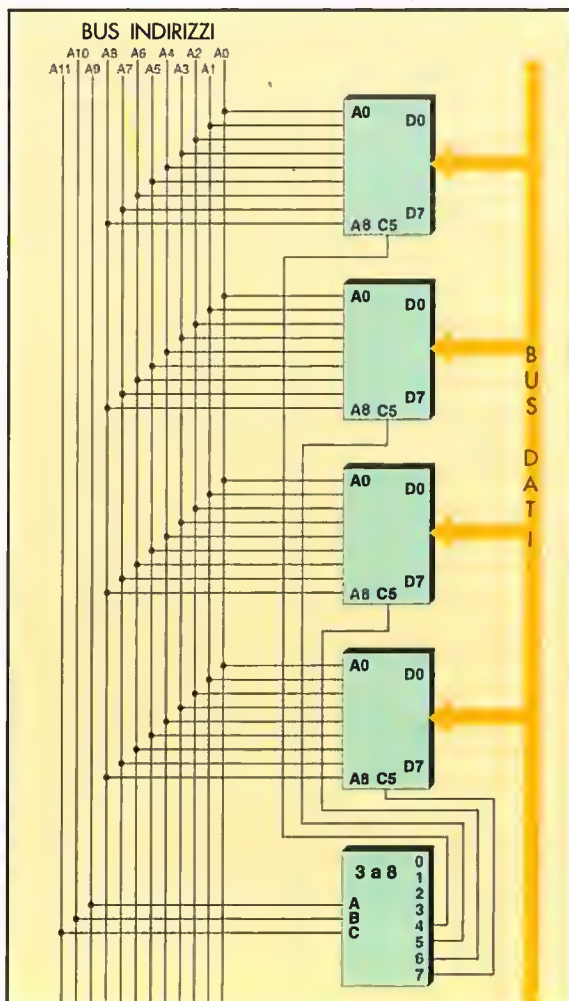 BUS INDIRIZZI
A10 A8 A6 A4 A2 A0
A11 A9 A7 A5 A3 A1
A0 D0
D7
A8 C5
A0 D0
D7
A8 C5
A0 D0
D7
A8 C5
A0 D0
D7
A8 C5
BUS DATI
3 a 8
0
1
2
A 3
B 4
C 5
6
7